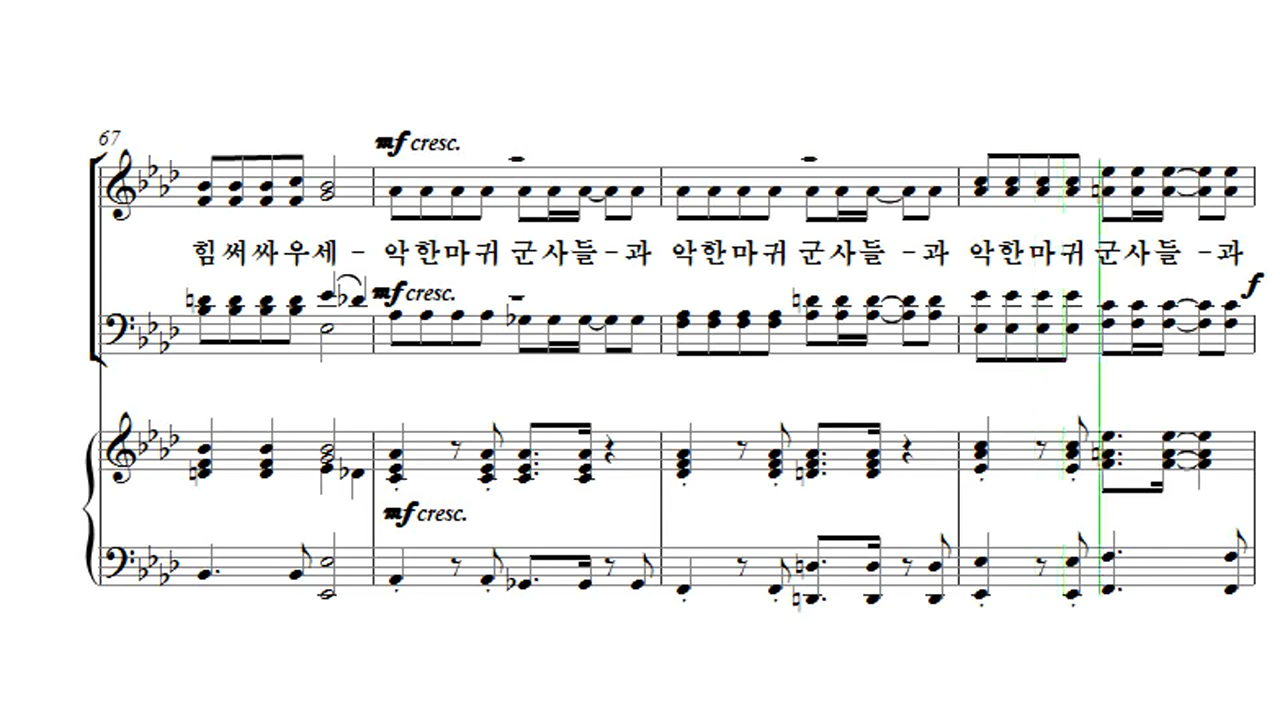 67
mf cresc.
힘써싸우세 - 악한마귀 군사들-과 악한마귀 군사들 -과 악한마귀 군사들 -과
mf cresc.
f
mf cresc.